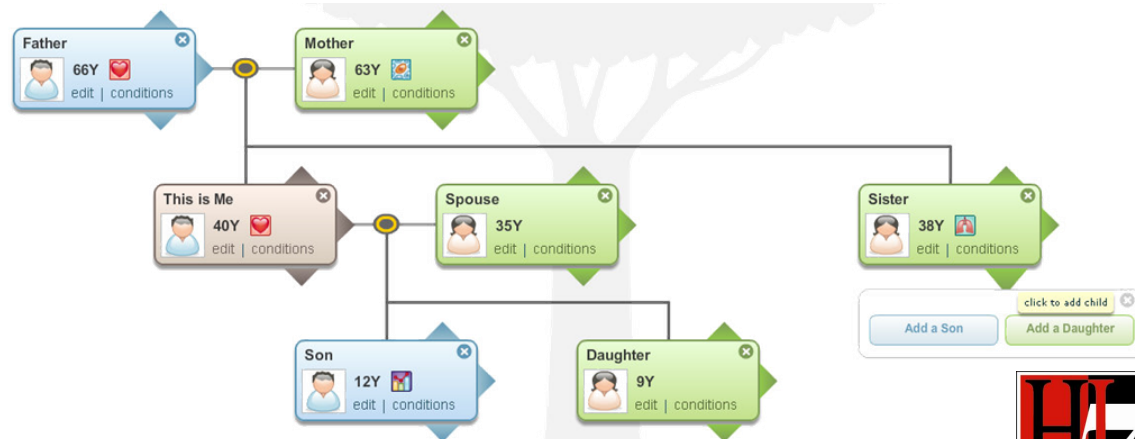 Father
66Y
edit | conditions
Mother
63Y
edit | conditions
This is Me
40Y
edit | conditions
Spouse
35Y
edit | conditions
Sister
38Y
edit | conditions
click to add child
Add a Son
Add a Daughter
Son
12Y
edit | conditions
Daughter
9Y
edit | conditions